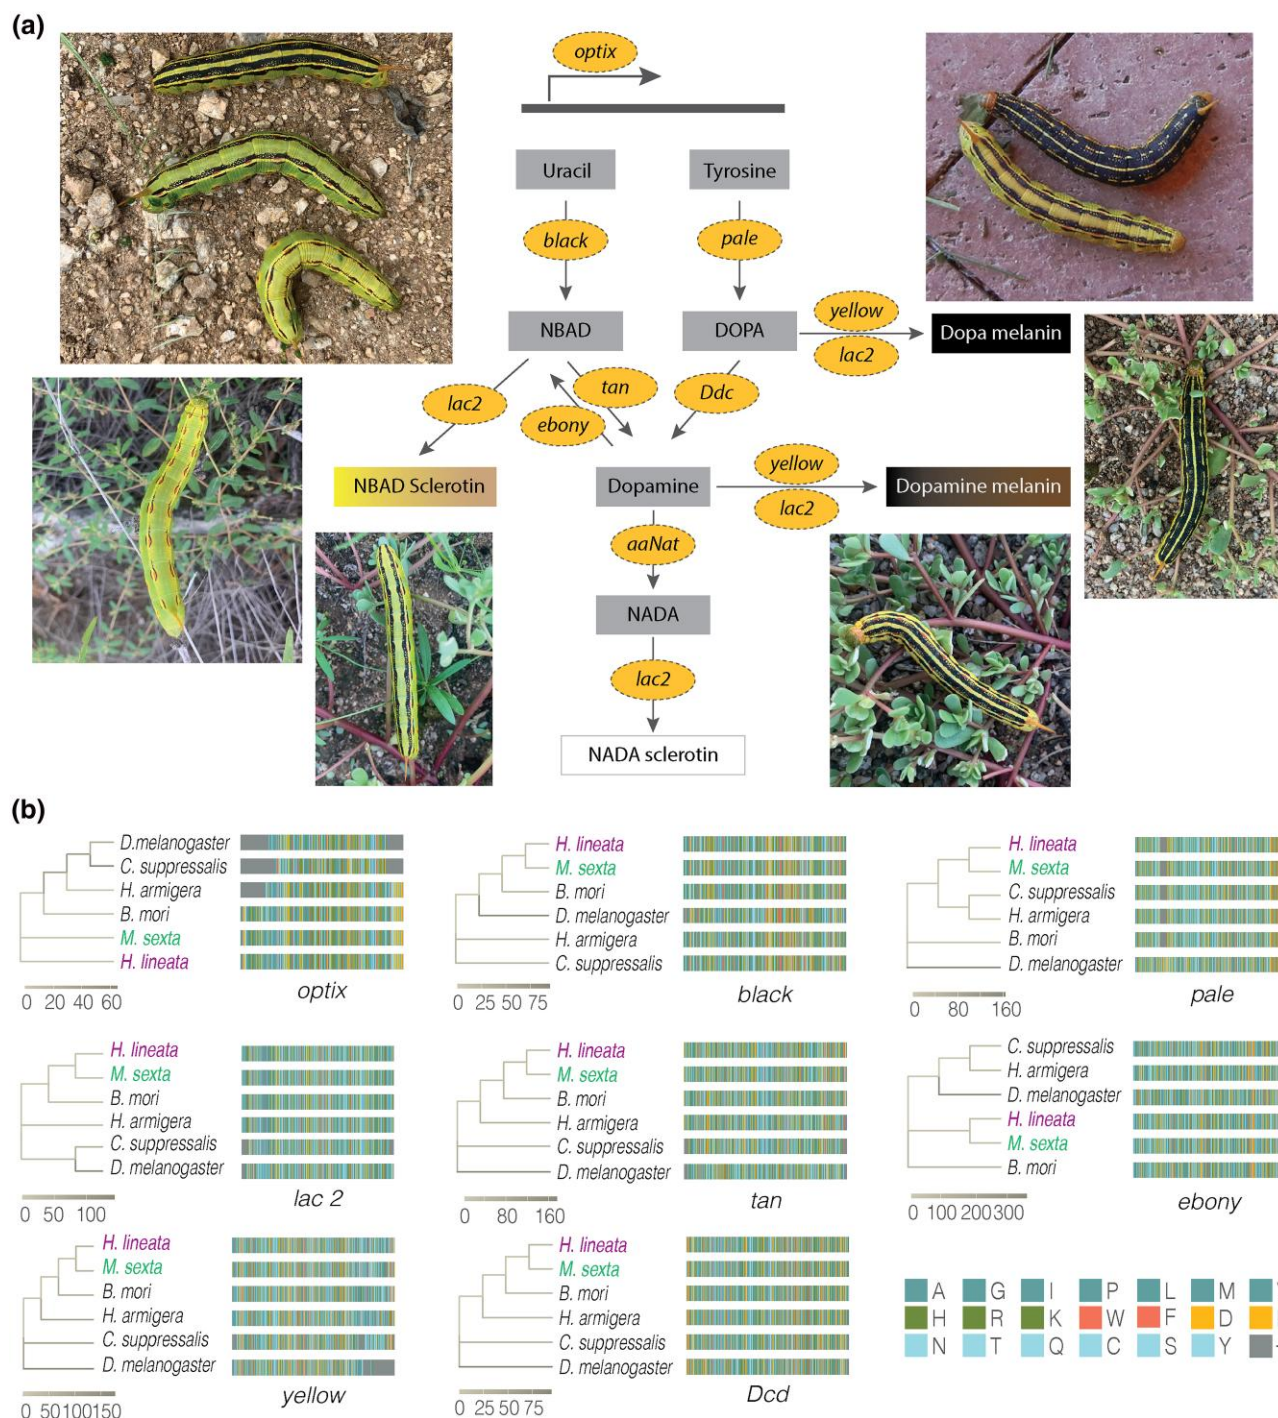 (a)
optix
Uracil
Tyrosine
black
pale
NBAD
DOPA
yellow
lac2
Dopa melanin
lac2
tan
ebony
Ddc
NBAD Sclerotin
Dopamine
yellow
lac2
Dopamine melanin
aaNat
NADA
lac2
NADA sclerotin
(b)
D.melanogaster
C. suppressalis
H. armigera
B. mori
M. sexta
H. lineata
0 20 40 60
optix
H. lineata
M. sexta
B. mori
D. melanogaster
H. armigera
C. suppressalis
0 25 50 75
black
H. lineata
M. sexta
C. suppressalis
H. armigera
B. mori
D. melanogaster
0 80 160
pale
H. lineata
M. sexta
B. mori
H. armigera
C. suppressalis
D. melanogaster
0 50 100
lac 2
H. lineata
M. sexta
B. mori
H. armigera
C. suppressalis
D. melanogaster
0 80 160
tan
C. suppressalis
H. armigera
D. melanogaster
H. lineata
M. sexta
B. mori
0 100 200 300
ebony
H. lineata
M. sexta
B. mori
H. armigera
C. suppressalis
D. melanogaster
0 50 100 150
yellow
H. lineata
M. sexta
B. mori
H. armigera
C. suppressalis
D. melanogaster
0 25 50 75
Dcd
A G I P L M
H R K W F D
N T Q C S Y